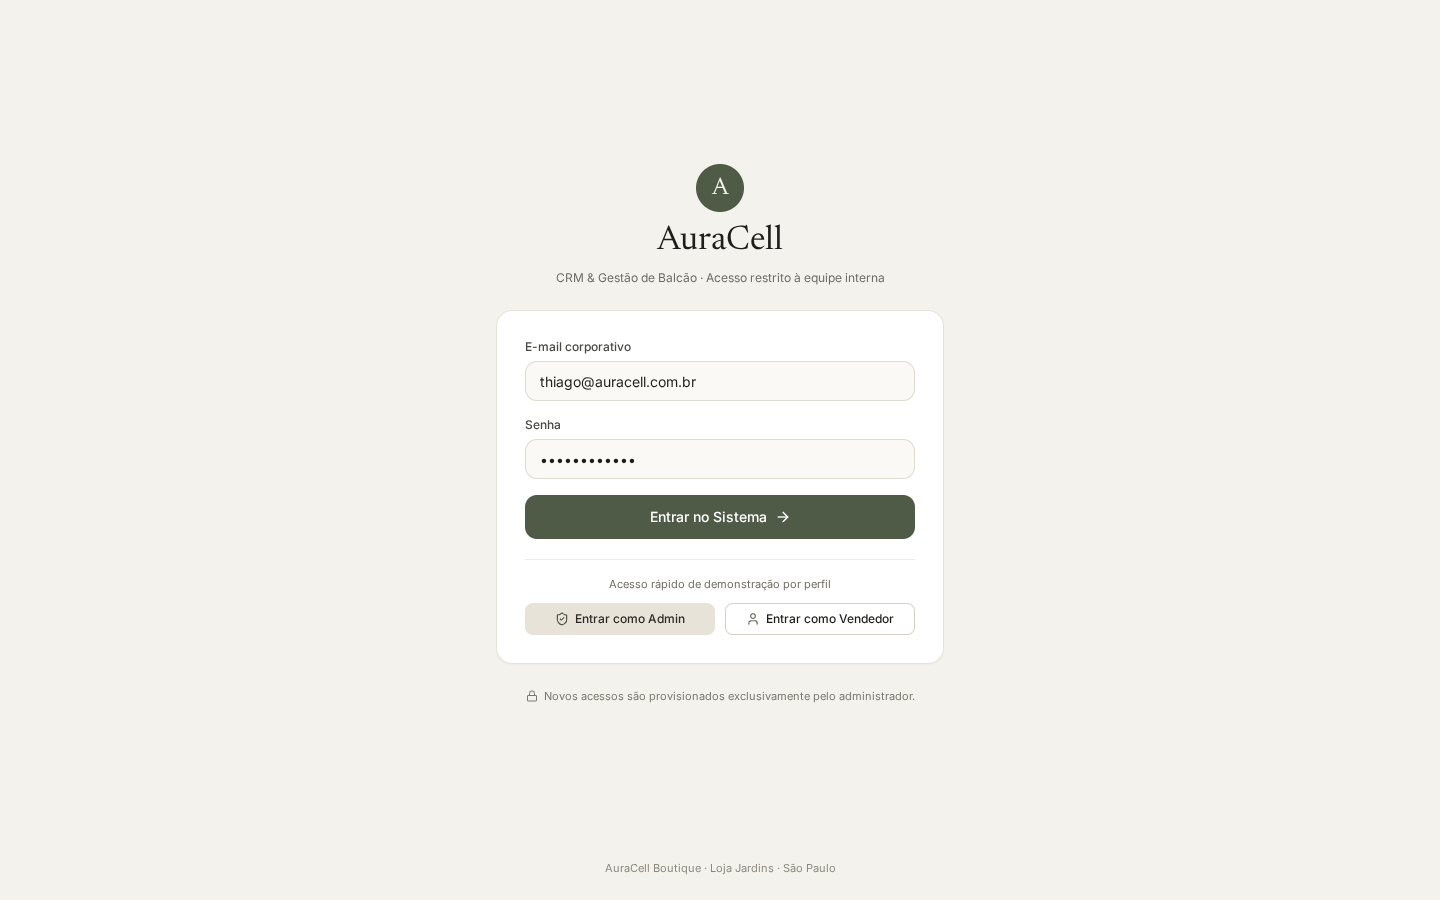 A
AuraCell
CRM & Gestão de Balcão · Acesso restrito à equipe interna
E-mail corporativo
thiago@auracell.com.br
Senha
••••••••••••
Entrar no Sistema →
Acesso rápido de demonstração por perfil
Entrar como Admin
Entrar como Vendedor
Novos acessos são provisionados exclusivamente pelo administrador.
AuraCell Boutique · Loja Jardins · São Paulo